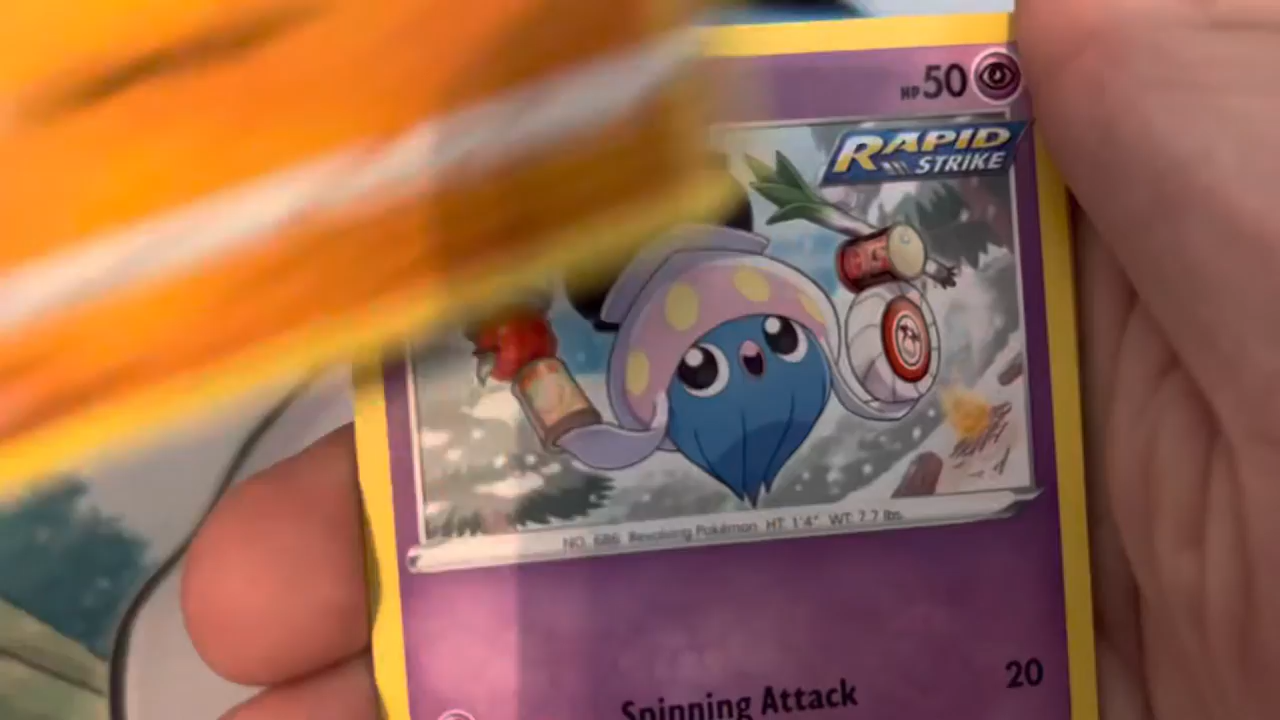 HP 50
RAPID
STRIKE
NO. 686 Revolving Pokémon HT: 1'4" WT: 7.7 lbs.
Spinning Attack 20